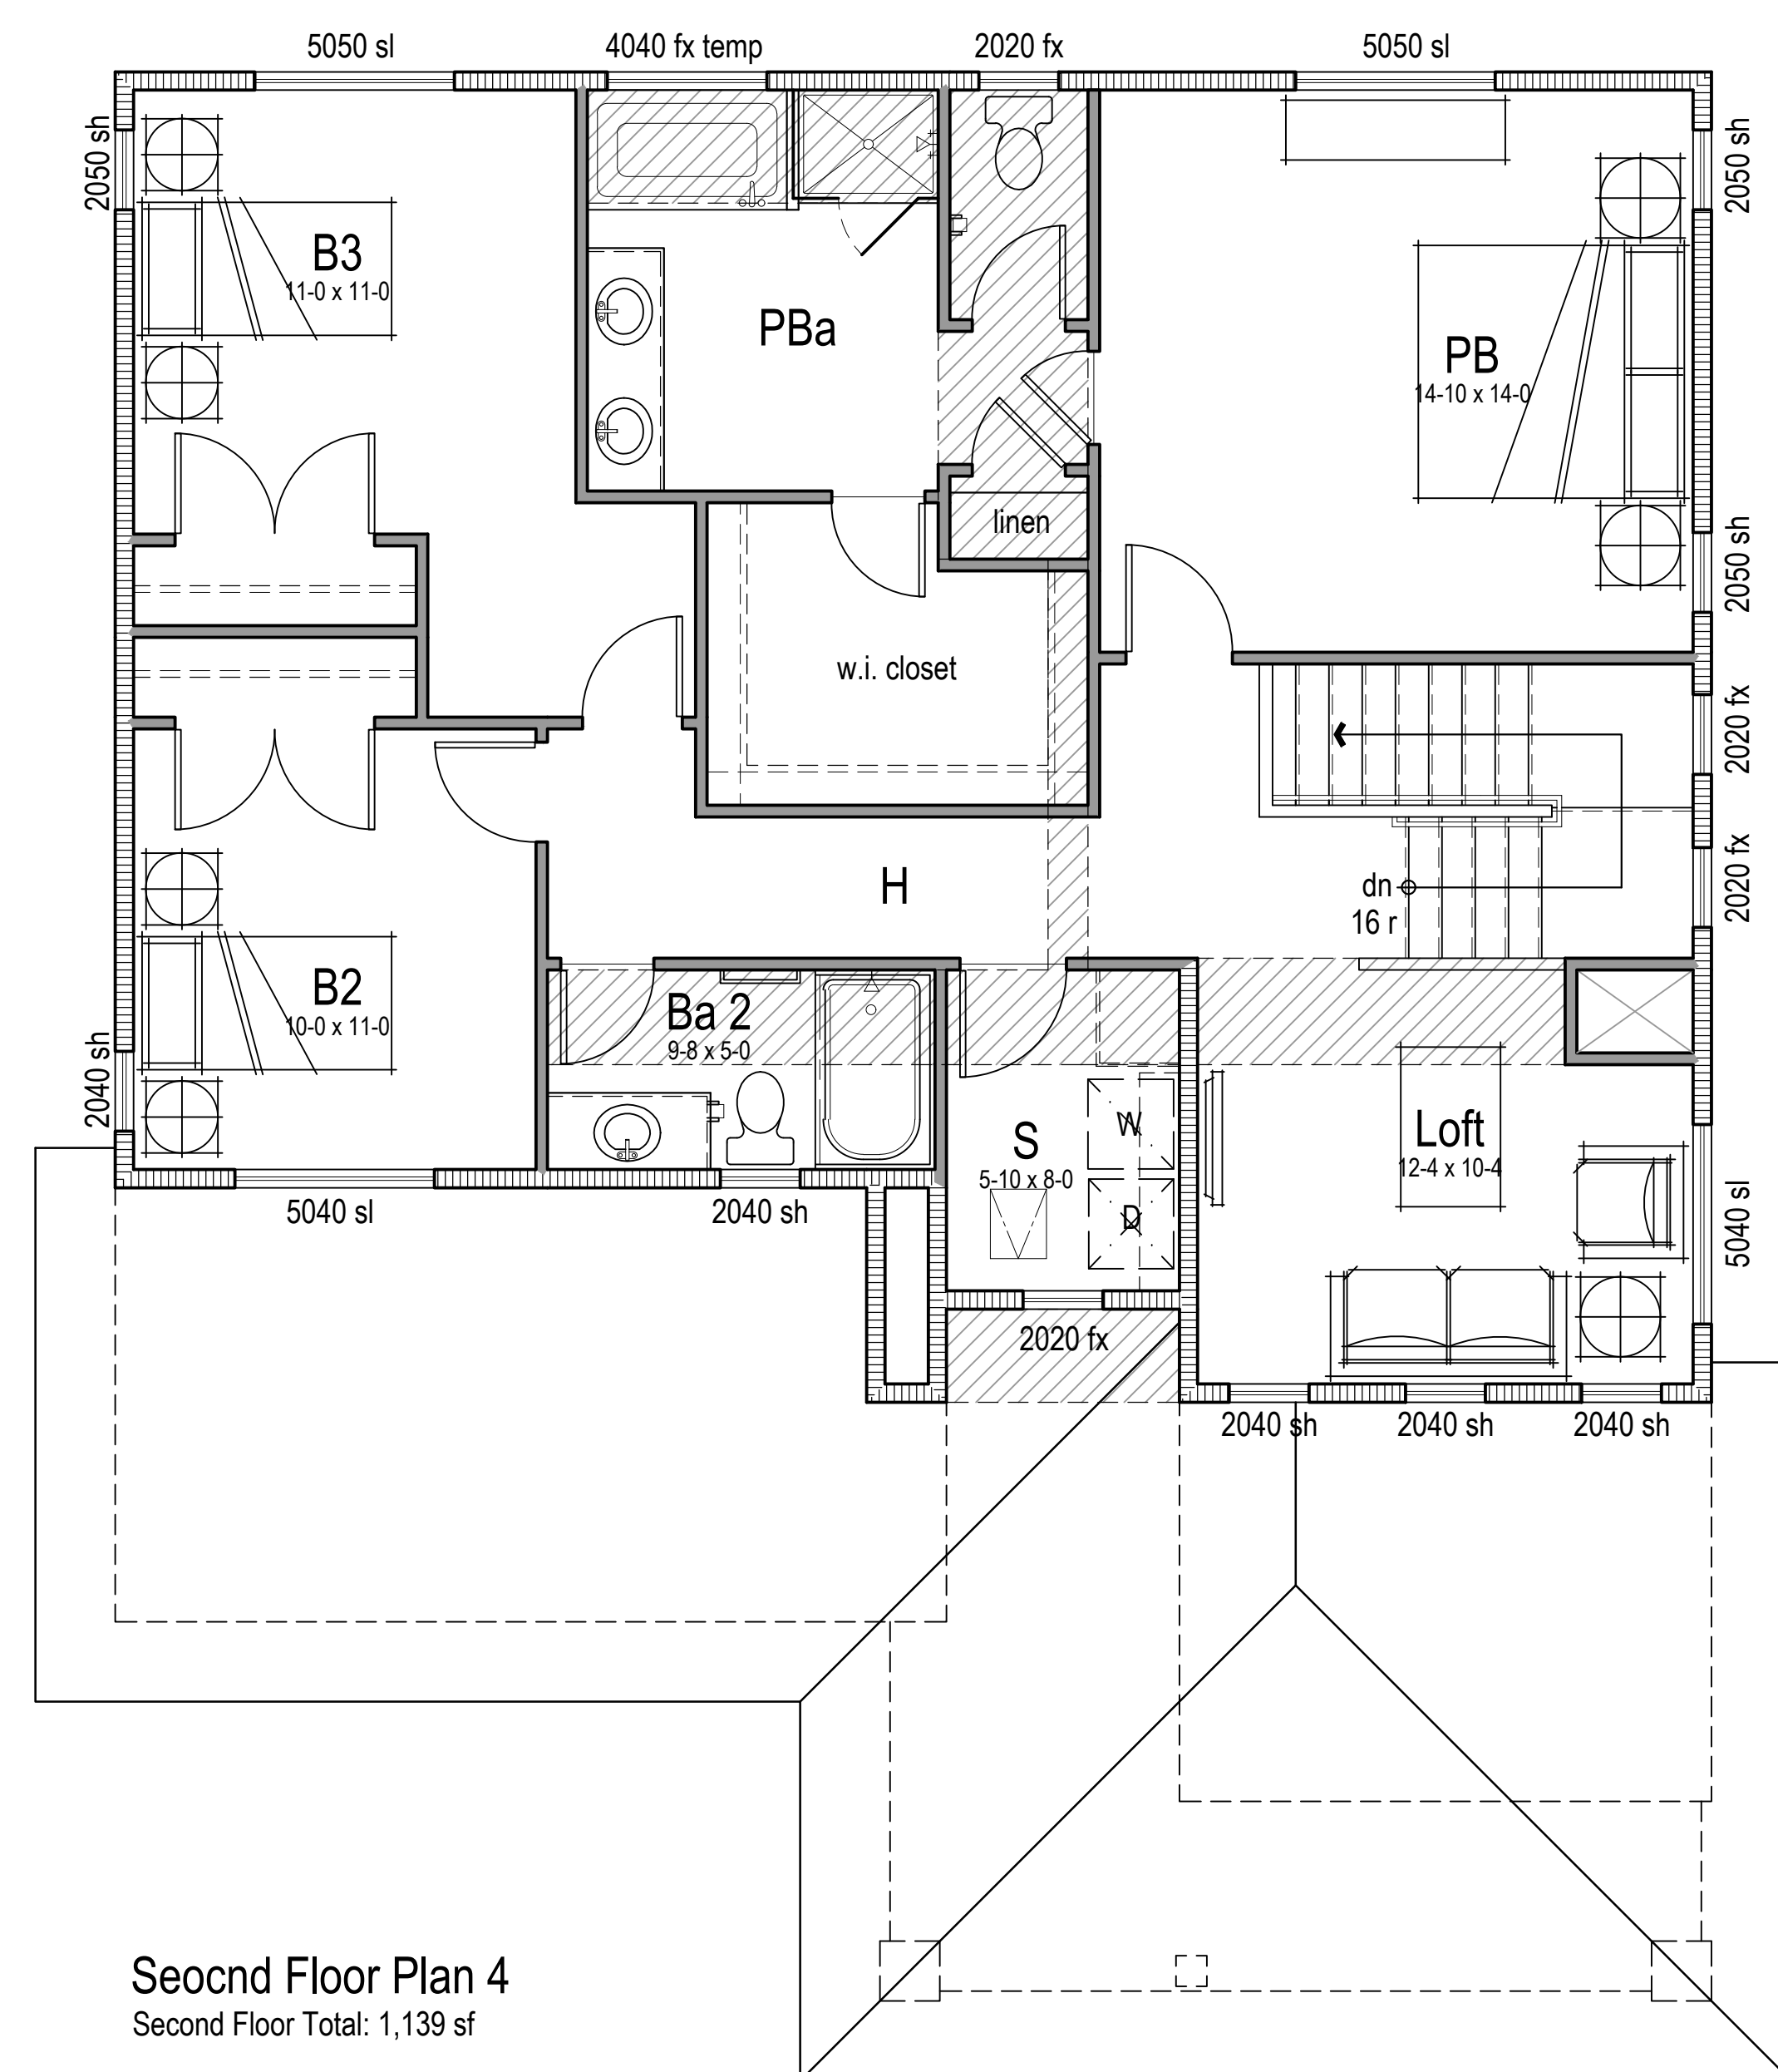 5050 sl
4040 fx temp
2020 fx
5050 sl
2050 sh
2050 sh
B3
11-0 x 11-0
PBa
PB
14-10 x 14-0
linen
2050 sh
w.i. closet
2020 fx
H
dn
16 r
2020 fx
B2
10-0 x 11-0
Ba 2
9-8 x 5-0
2040 sh
S
5-10 x 8-0
W
D
Loft
12-4 x 10-4
5040 sl
5040 sl
2040 sh
2020 fx
2040 sh
2040 sh
2040 sh
Seocnd Floor Plan 4
Second Floor Total: 1,139 sf